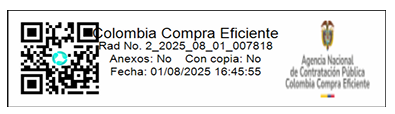 Colombia Compra Eficiente
Rad No. 2_2025_08_01_007818
Anexos: No Con copia: No
Fecha: 01/08/2025 16:45:55
Agencia Nacional
de Contratación Pública
Colombia Compra Eficiente